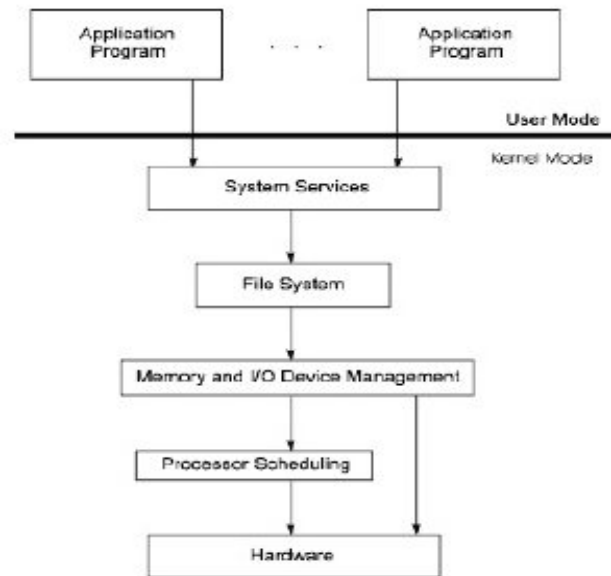 Application
Program
. . .
Application
Program
User Mode
Kernel Mode
System Services
File System
Memory and I/O Device Management
Processor Scheduling
Hardware